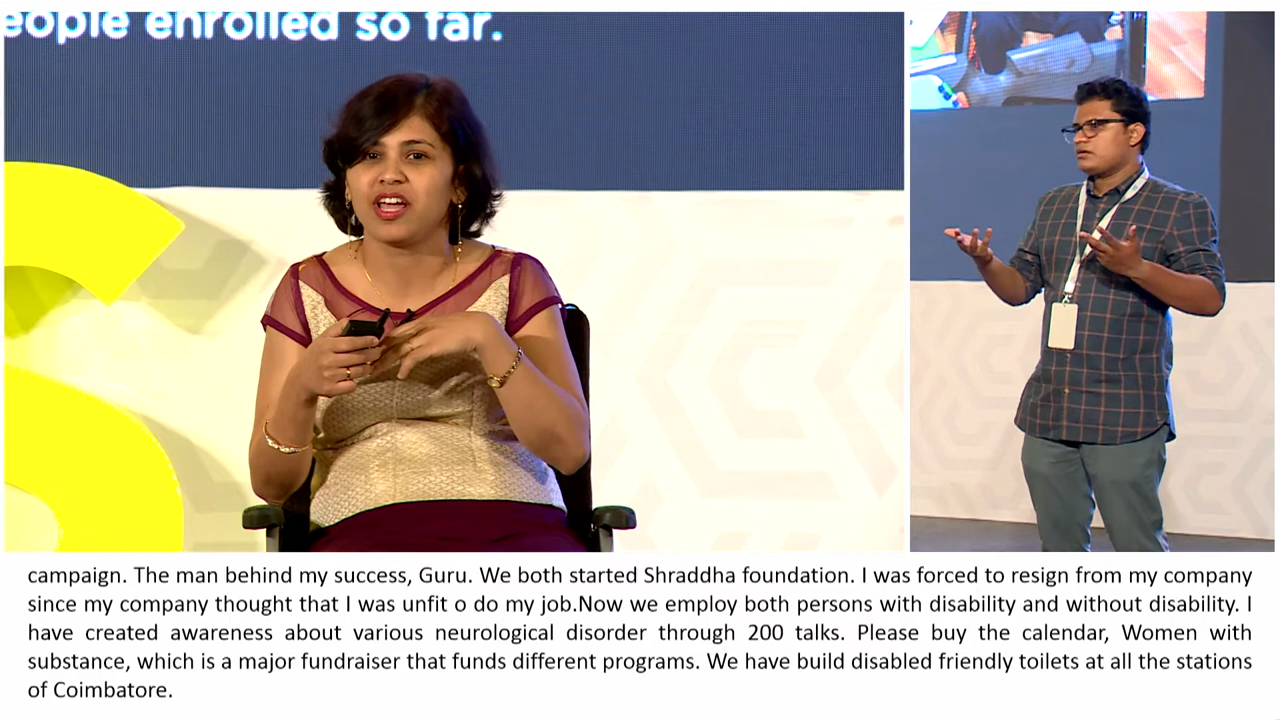 eople enrolled so far.
campaign. The man behind my success, Guru. We both started Shraddha foundation. I was forced to resign from my company
since my company thought that I was unfit o do my job.Now we employ both persons with disability and without disability. I
have created awareness about various neurological disorder through 200 talks. Please buy the calendar, Women with
substance, which is a major fundraiser that funds different programs. We have build disabled friendly toilets at all the stations
of Coimbatore.